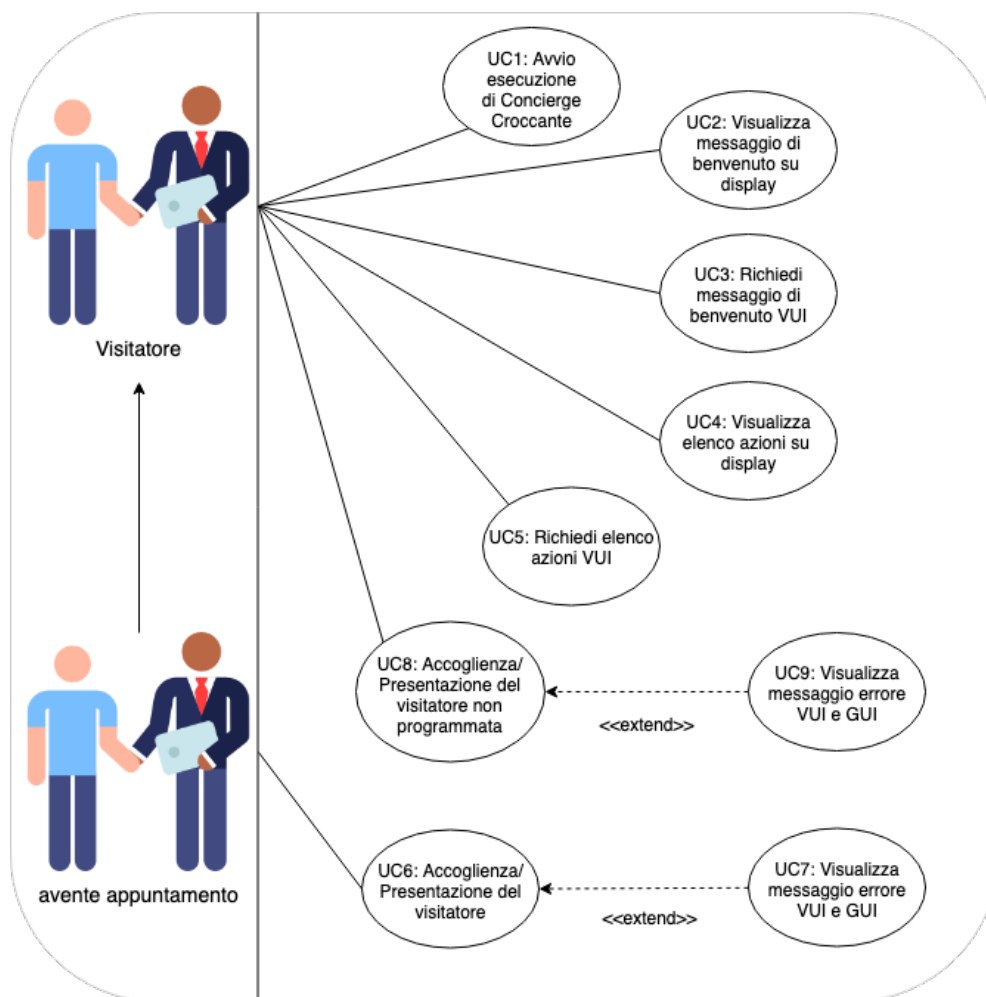 UC1: Avvio
esecuzione
di Concierge
Croccante
UC2: Visualizza
messaggio di
benvenuto su
display
UC3: Richiedi
messaggio di
benvenuto VUI
Visitatore
UC4: Visualizza
elenco azioni su
display
UC5: Richiedi elenco
azioni VUI
UC8: Accoglienza/
Presentazione del
visitatore non
programmata
<<extend>>
UC9: Visualizza
messaggio errore
VUI e GUI
avente appuntamento
UC6: Accoglienza/
Presentazione del
visitatore
<<extend>>
UC7: Visualizza
messaggio errore
VUI e GUI